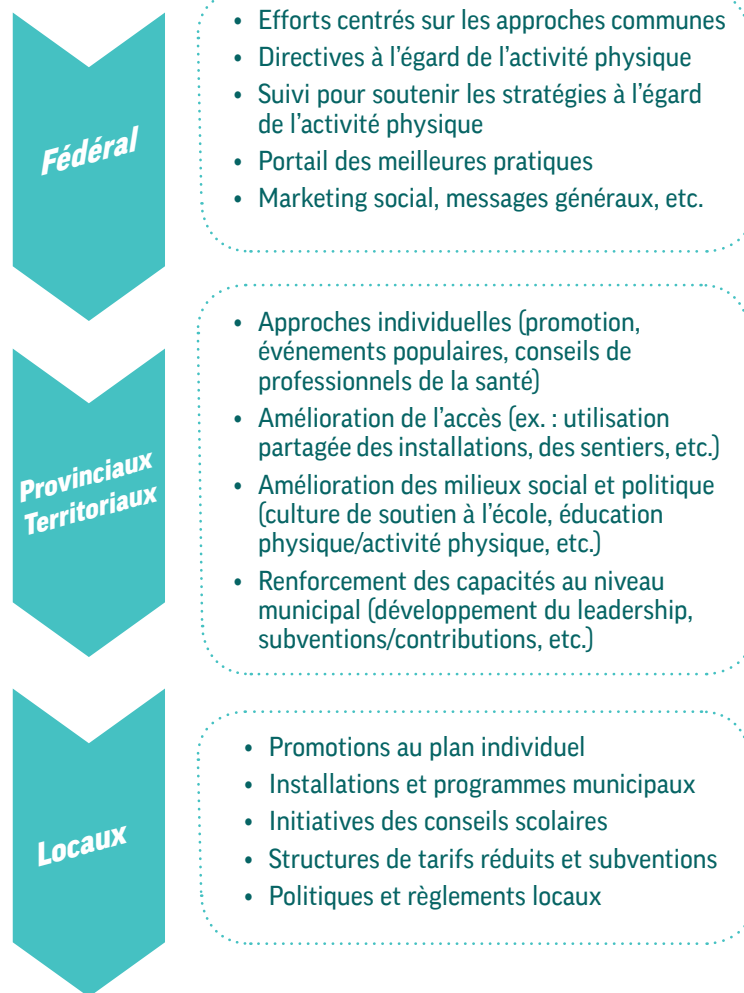 Fédéral
• Efforts centrés sur les approches communes
• Directives à l'égard de l'activité physique
• Suivi pour soutenir les stratégies à l'égard
de l'activité physique
• Portail des meilleures pratiques
• Marketing social, messages généraux, etc.
Provinciaux
Territoriaux
• Approches individuelles (promotion,
événements populaires, conseils de
professionnels de la santé)
• Amélioration de l'accès (ex. : utilisation
partagée des installations, des sentiers, etc.)
• Amélioration des milieux social et politique
(culture de soutien à l'école, éducation
physique/activité physique, etc.)
• Renforcement des capacités au niveau
municipal (développement du leadership,
subventions/contributions, etc.)
Locaux
• Promotions au plan individuel
• Installations et programmes municipaux
• Initiatives des conseils scolaires
• Structures de tarifs réduits et subventions
• Politiques et règlements locaux